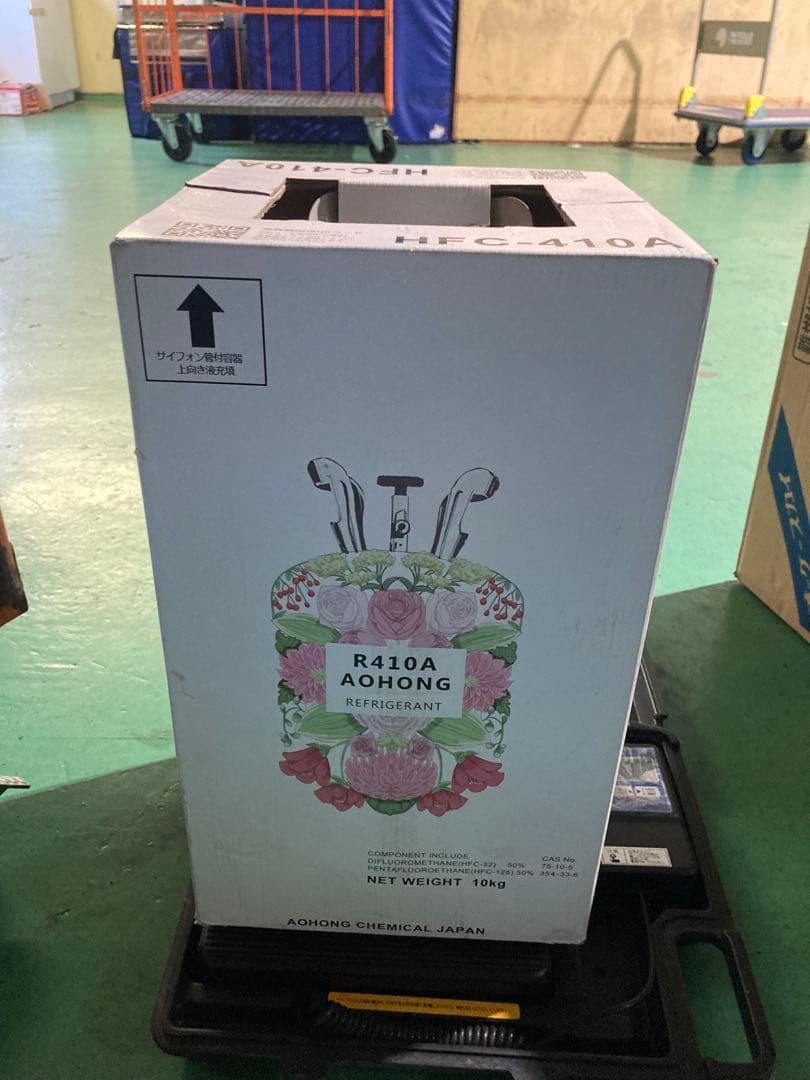 HFC-410A
HFC-410A
サイフォン管付容器
上向き液充填
R410A
AOHONG
REFRIGERANT
COMPONENT INCLUDE CAS No.
DIFLUOROMETHANE(HFC-32) 50% 75-10-5
PENTAFLUOROETHANE(HFC-125) 50% 354-33-6
NET WEIGHT 10kg
AOHONG CHEMICAL JAPAN